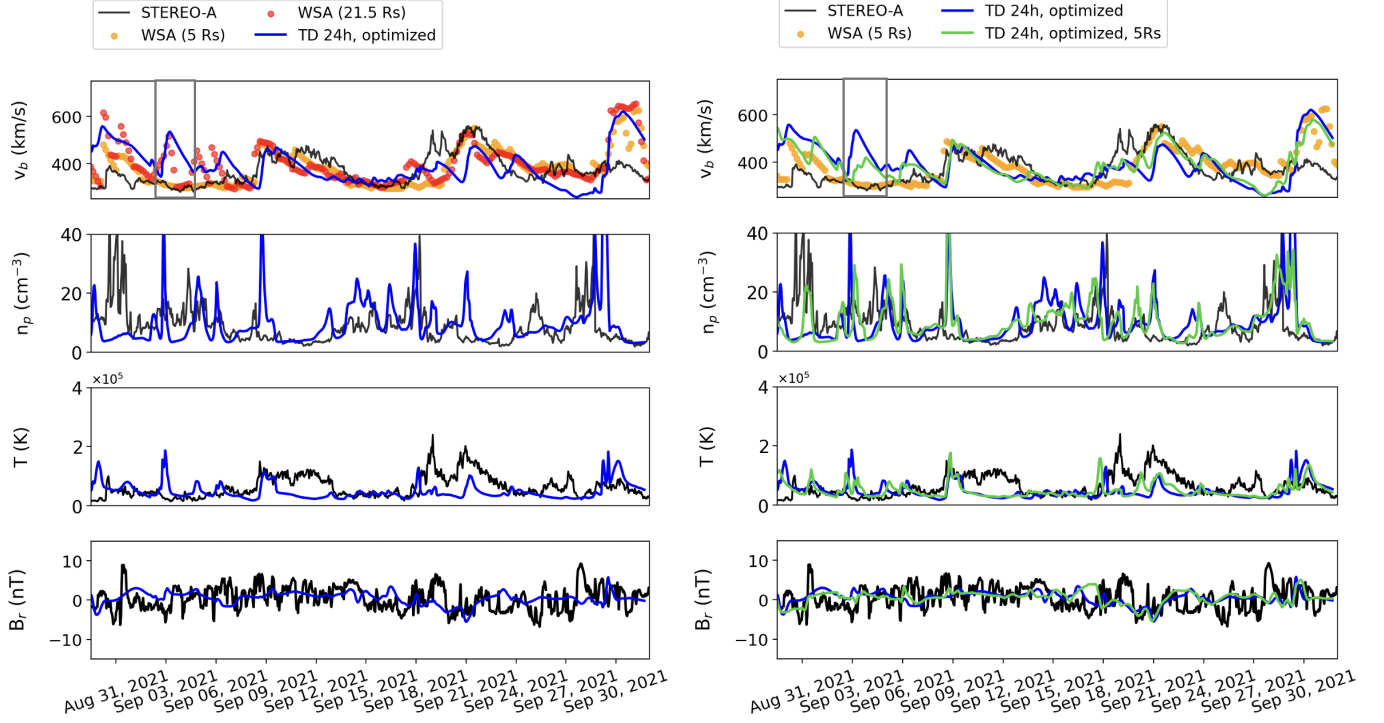 STEREO-A
WSA (5 Rs)
WSA (21.5 Rs)
TD 24h, optimized
600
400
v_b (km/s)
40
20
0
n_p (cm⁻³)
×10⁵
4
2
0
T (K)
10
0
−10
B_r (nT)
Aug 31, 2021
Sep 03, 2021
Sep 06, 2021
Sep 09, 2021
Sep 12, 2021
Sep 15, 2021
Sep 18, 2021
Sep 21, 2021
Sep 24, 2021
Sep 27, 2021
Sep 30, 2021
STEREO-A
WSA (5 Rs)
TD 24h, optimized
TD 24h, optimized, 5Rs
600
400
v_b (km/s)
40
20
0
n_p (cm⁻³)
×10⁵
4
2
0
T (K)
10
0
−10
B_r (nT)
Aug 31, 2021
Sep 03, 2021
Sep 06, 2021
Sep 09, 2021
Sep 12, 2021
Sep 15, 2021
Sep 18, 2021
Sep 21, 2021
Sep 24, 2021
Sep 27, 2021
Sep 30, 2021